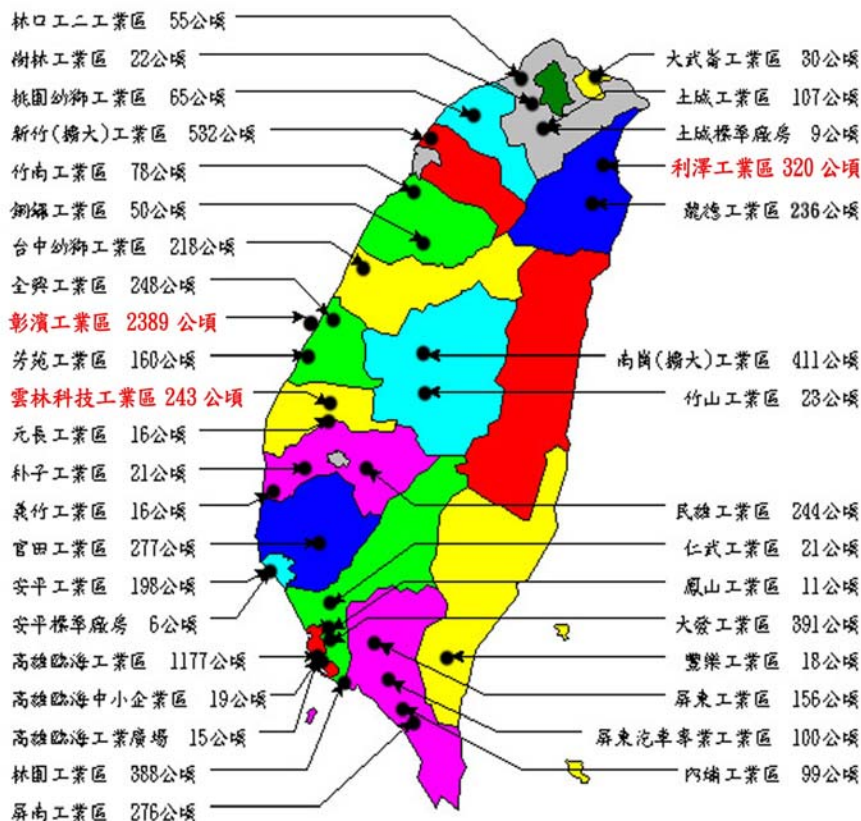 林口工二工業區 55公頃
樹林工業區 22公頃
桃園幼獅工業區 65公頃
新竹(擴大)工業區 532公頃
竹南工業區 78公頃
銅鑼工業區 50公頃
台中幼獅工業區 218公頃
全興工業區 248公頃
彰濱工業區 2389 公頃
芳苑工業區 160公頃
雲林科技工業區 243 公頃
元長工業區 16公頃
朴子工業區 21公頃
義竹工業區 16公頃
官田工業區 277公頃
安平工業區 198公頃
安平標準廠房 6公頃
高雄臨海工業區 1177公頃
高雄臨海中小企業區 19公頃
高雄臨海工業廣場 15公頃
林園工業區 388公頃
屏南工業區 276公頃
大武崙工業區 30公頃
土城工業區 107公頃
土城標準廠房 9公頃
利澤工業區 320 公頃
龍德工業區 236公頃
南崗(擴大)工業區 411公頃
竹山工業區 23公頃
民雄工業區 244公頃
仁武工業區 21公頃
鳳山工業區 11公頃
大發工業區 391公頃
豐樂工業區 18公頃
屏東工業區 156公頃
屏東汽車專業工業區 100公頃
內埔工業區 99公頃